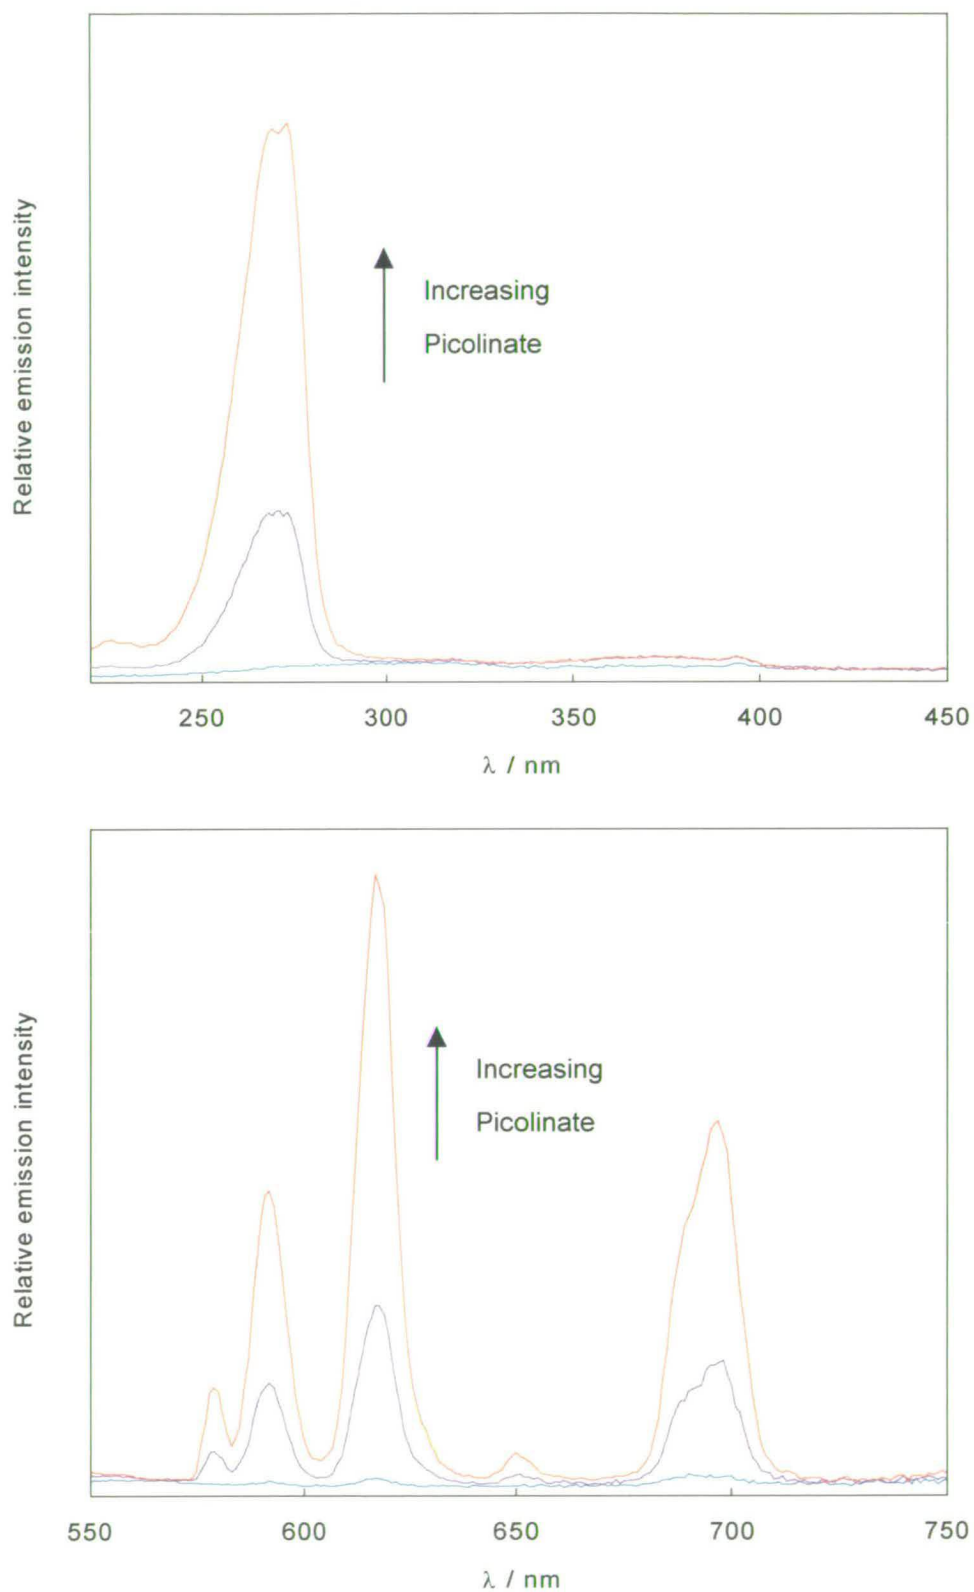 Relative emission intensity
Increasing
Picolinate
250 300 350 400 450
λ / nm
Relative emission intensity
Increasing
Picolinate
550 600 650 700 750
λ / nm